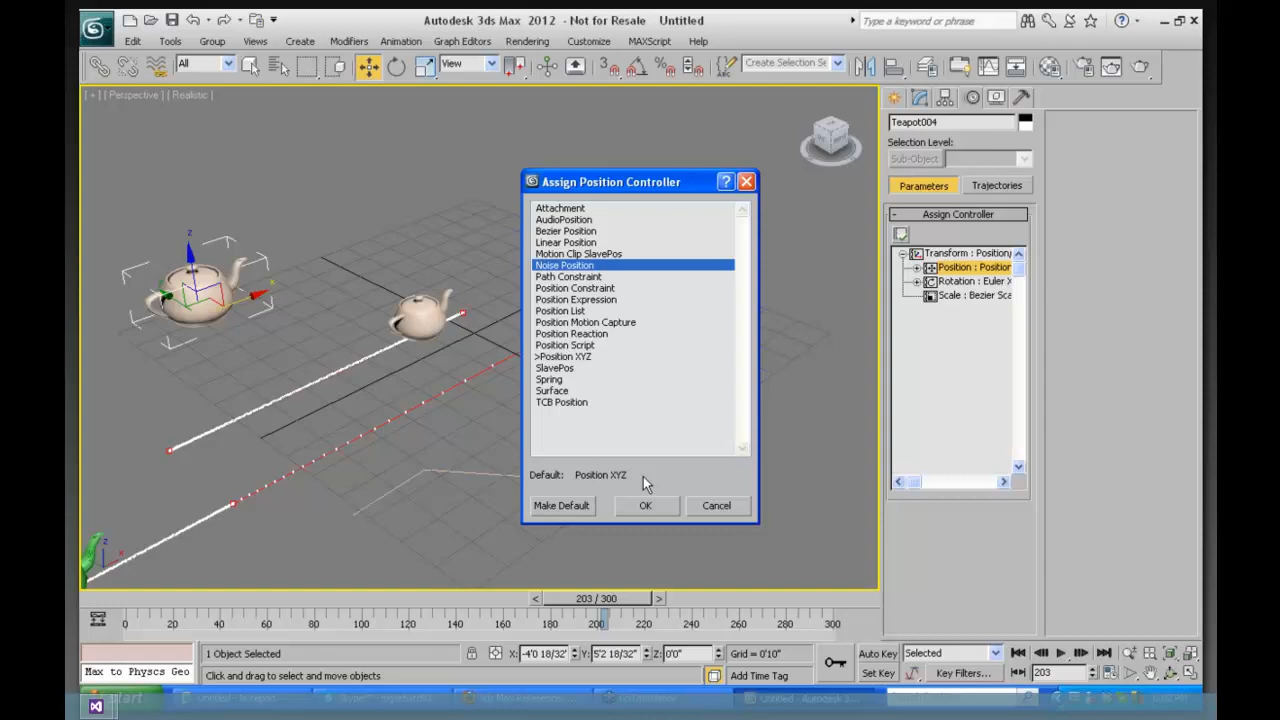 Autodesk 3ds Max 2012 - Not for Resale Untitled
Type a keyword or phrase
Edit Tools Group Views Create Modifiers Animation Graph Editors Rendering Customize MAXScript Help
All View 3 Create Selection Se
[ + ] [ Perspective ] [ Realistic ]
Teapot004
Selection Level:
Sub-Object
Parameters Trajectories
- Assign Controller
Transform : Position/
Position : Position
Rotation : Euler X
Scale : Bezier Sca
Assign Position Controller
Attachment
AudioPosition
Bezier Position
Linear Position
Motion Clip SlavePos
Noise Position
Path Constraint
Position Constraint
Position Expression
Position List
Position Motion Capture
Position Reaction
Position Script
>Position XYZ
SlavePos
Spring
Surface
TCB Position
Default: Position XYZ
Make Default OK Cancel
z
x
z
x
< 203 / 300 >
0 20 40 60 80 100 120 140 160 180 200 220 240 260 280 300
1 Object Selected X: -4'0 18/32" Y: 5'2 18/32" Z: 0'0" Grid = 0'10" Auto Key Selected
Max to Physics Geo Click and drag to select and move objects Add Time Tag Set Key Key Filters... 203
start